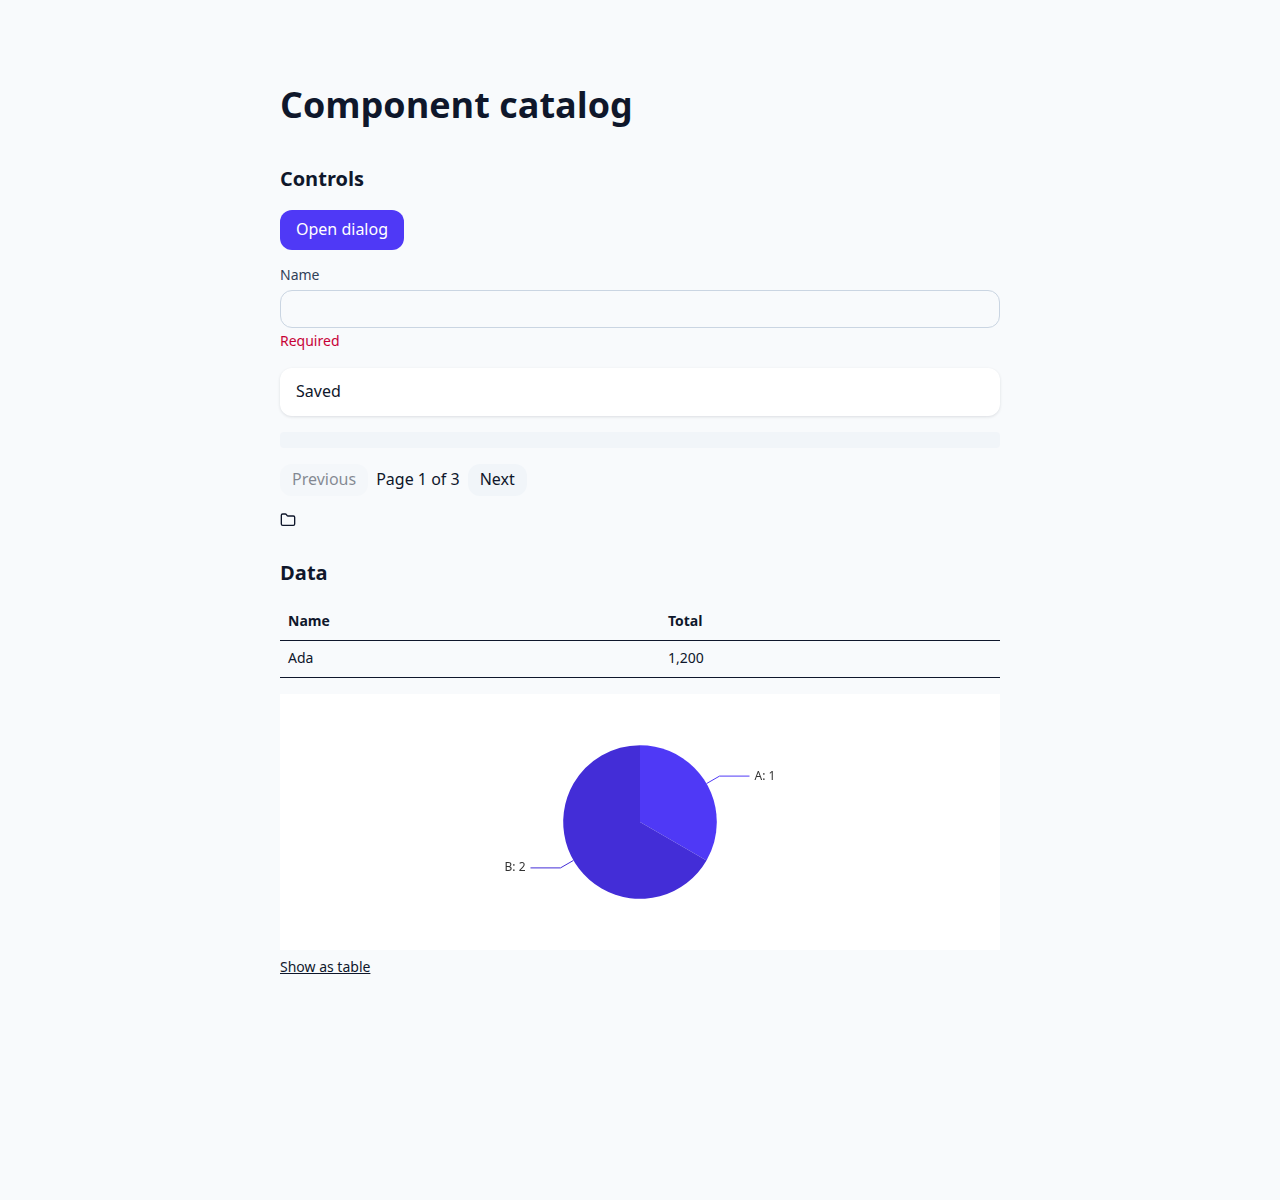 Component catalog
Controls
Open dialog
Name
Required
Saved
Previous Page 1 of 3 Next
Data
Name Total
Ada 1,200
A: 1
B: 2
Show as table